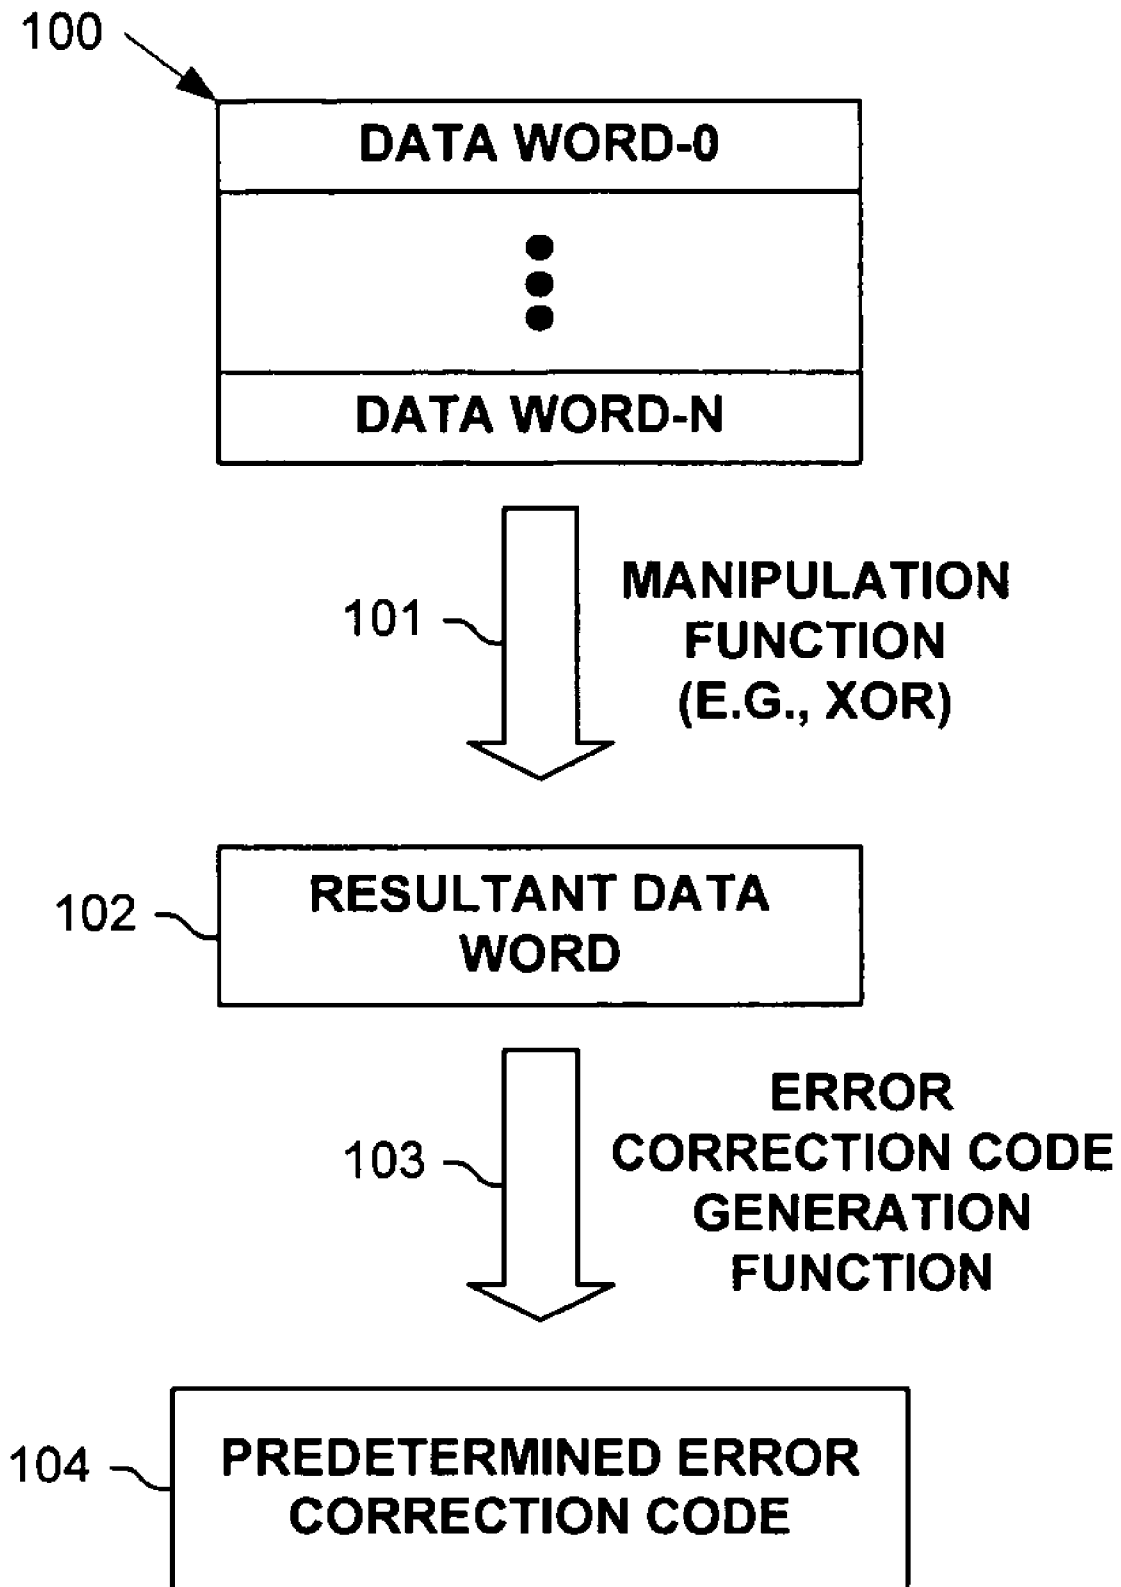 100
DATA WORD-0
DATA WORD-N
101
MANIPULATION
FUNCTION
(E.G., XOR)
102
RESULTANT DATA
WORD
103
ERROR
CORRECTION CODE
GENERATION
FUNCTION
104
PREDETERMINED ERROR
CORRECTION CODE